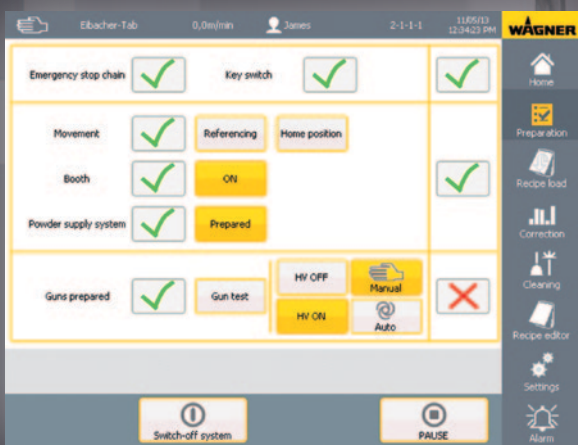 Eibacher-Tab 0,0m/min James 2-1-1-1 11/05/13
12:34:23 PM
WAGNER
Emergency stop chain Key switch
Home
Movement Referencing Home position
Preparation
Booth ON
Recipe load
Powder supply system Prepared
Correction
Guns prepared Gun test HV OFF Manual
HV ON Auto
Cleaning
Recipe editor
Settings
Switch-off system PAUSE
Alarm